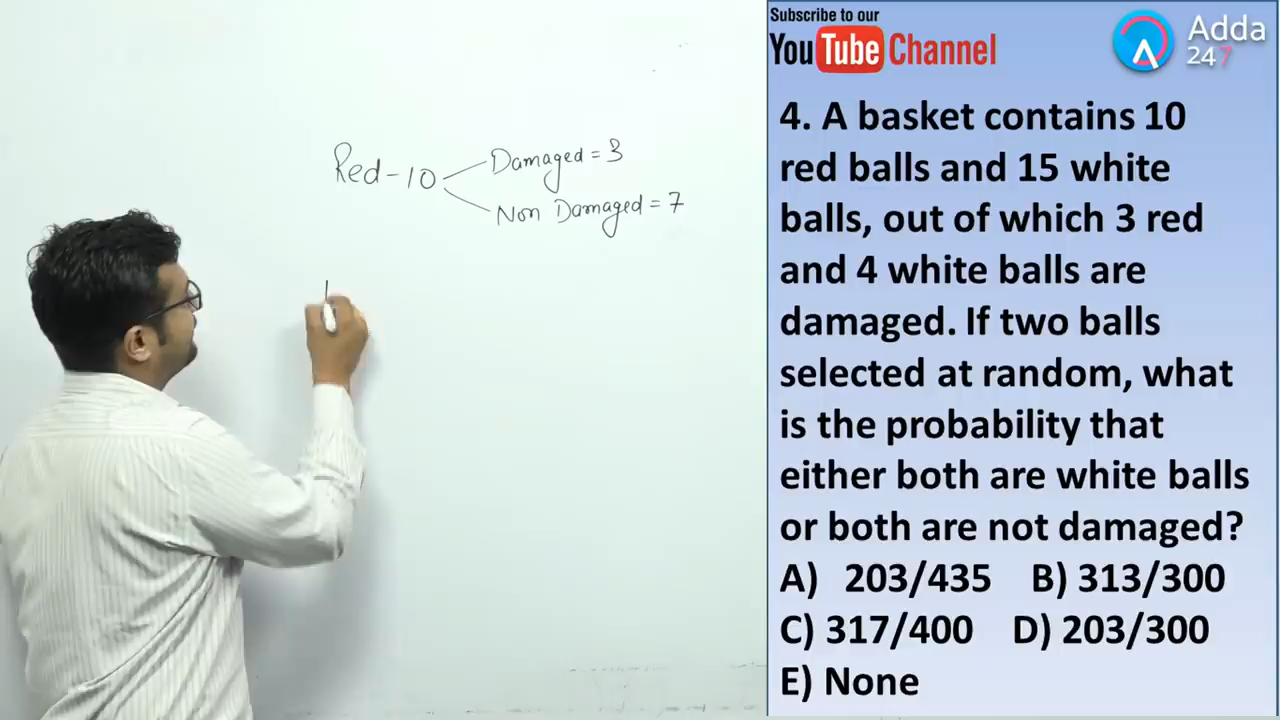 Red - 10
Damaged = 3
Non Damaged = 7
Subscribe to our
YouTube Channel
Adda
247
4. A basket contains 10
red balls and 15 white
balls, out of which 3 red
and 4 white balls are
damaged. If two balls
selected at random, what
is the probability that
either both are white balls
or both are not damaged?
A) 203/435 B) 313/300
C) 317/400 D) 203/300
E) None